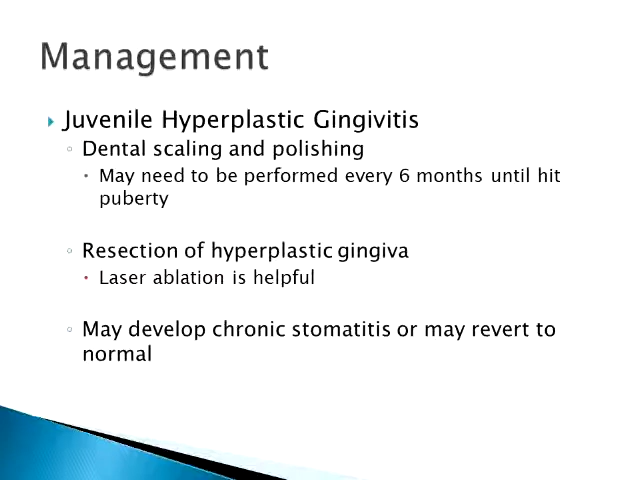 Management
Juvenile Hyperplastic Gingivitis
Dental scaling and polishing
May need to be performed every 6 months until hit
puberty
Resection of hyperplastic gingiva
Laser ablation is helpful
May develop chronic stomatitis or may revert to
normal